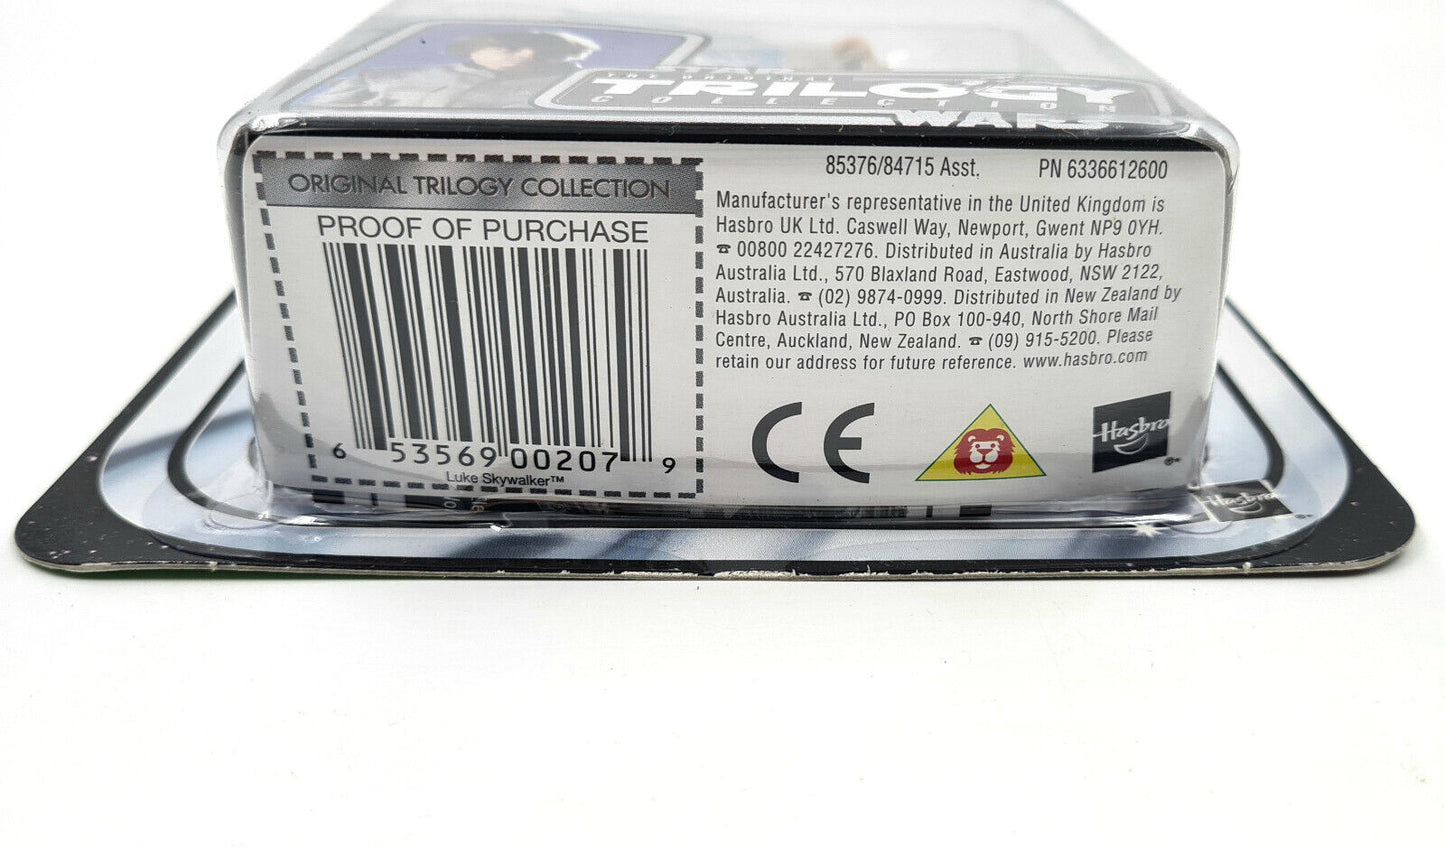 STAR
THE ORIGINAL
TRILOGY
COLLECTION
WARS
ORIGINAL TRILOGY COLLECTION
PROOF OF PURCHASE
6 53569 00207 9
Luke Skywalker™
85376/84715 Asst. PN 6336612600
Manufacturer's representative in the United Kingdom is
Hasbro UK Ltd. Caswell Way, Newport, Gwent NP9 0YH.
☎ 00800 22427276. Distributed in Australia by Hasbro
Australia Ltd., 570 Blaxland Road, Eastwood, NSW 2122,
Australia. ☎ (02) 9874-0999. Distributed in New Zealand by
Hasbro Australia Ltd., PO Box 100-940, North Shore Mail
Centre, Auckland, New Zealand. ☎ (09) 915-5200. Please
retain our address for future reference. www.hasbro.com
CE
Hasbro
Hasbro